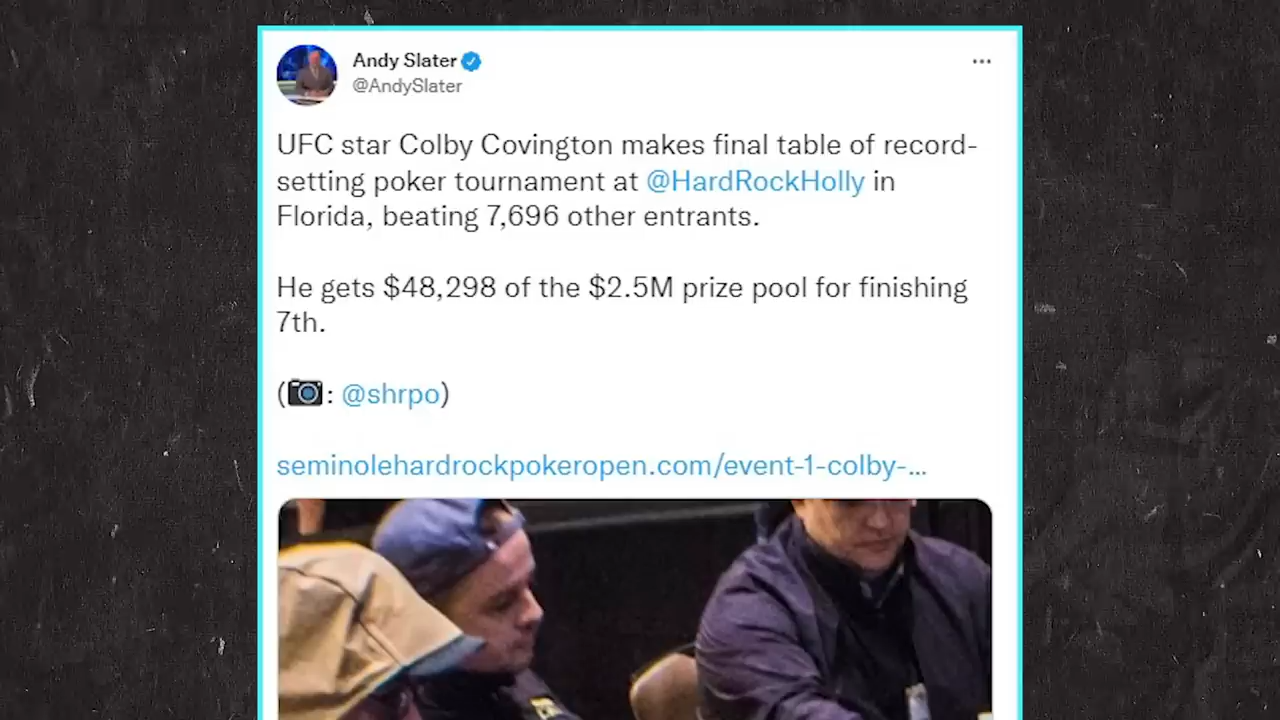 Andy Slater
@AndySlater
UFC star Colby Covington makes final table of record-
setting poker tournament at @HardRockHolly in
Florida, beating 7,696 other entrants.
He gets $48,298 of the $2.5M prize pool for finishing
7th.
(📷: @shrpo)
seminolehardrockpokeropen.com/event-1-colby-...